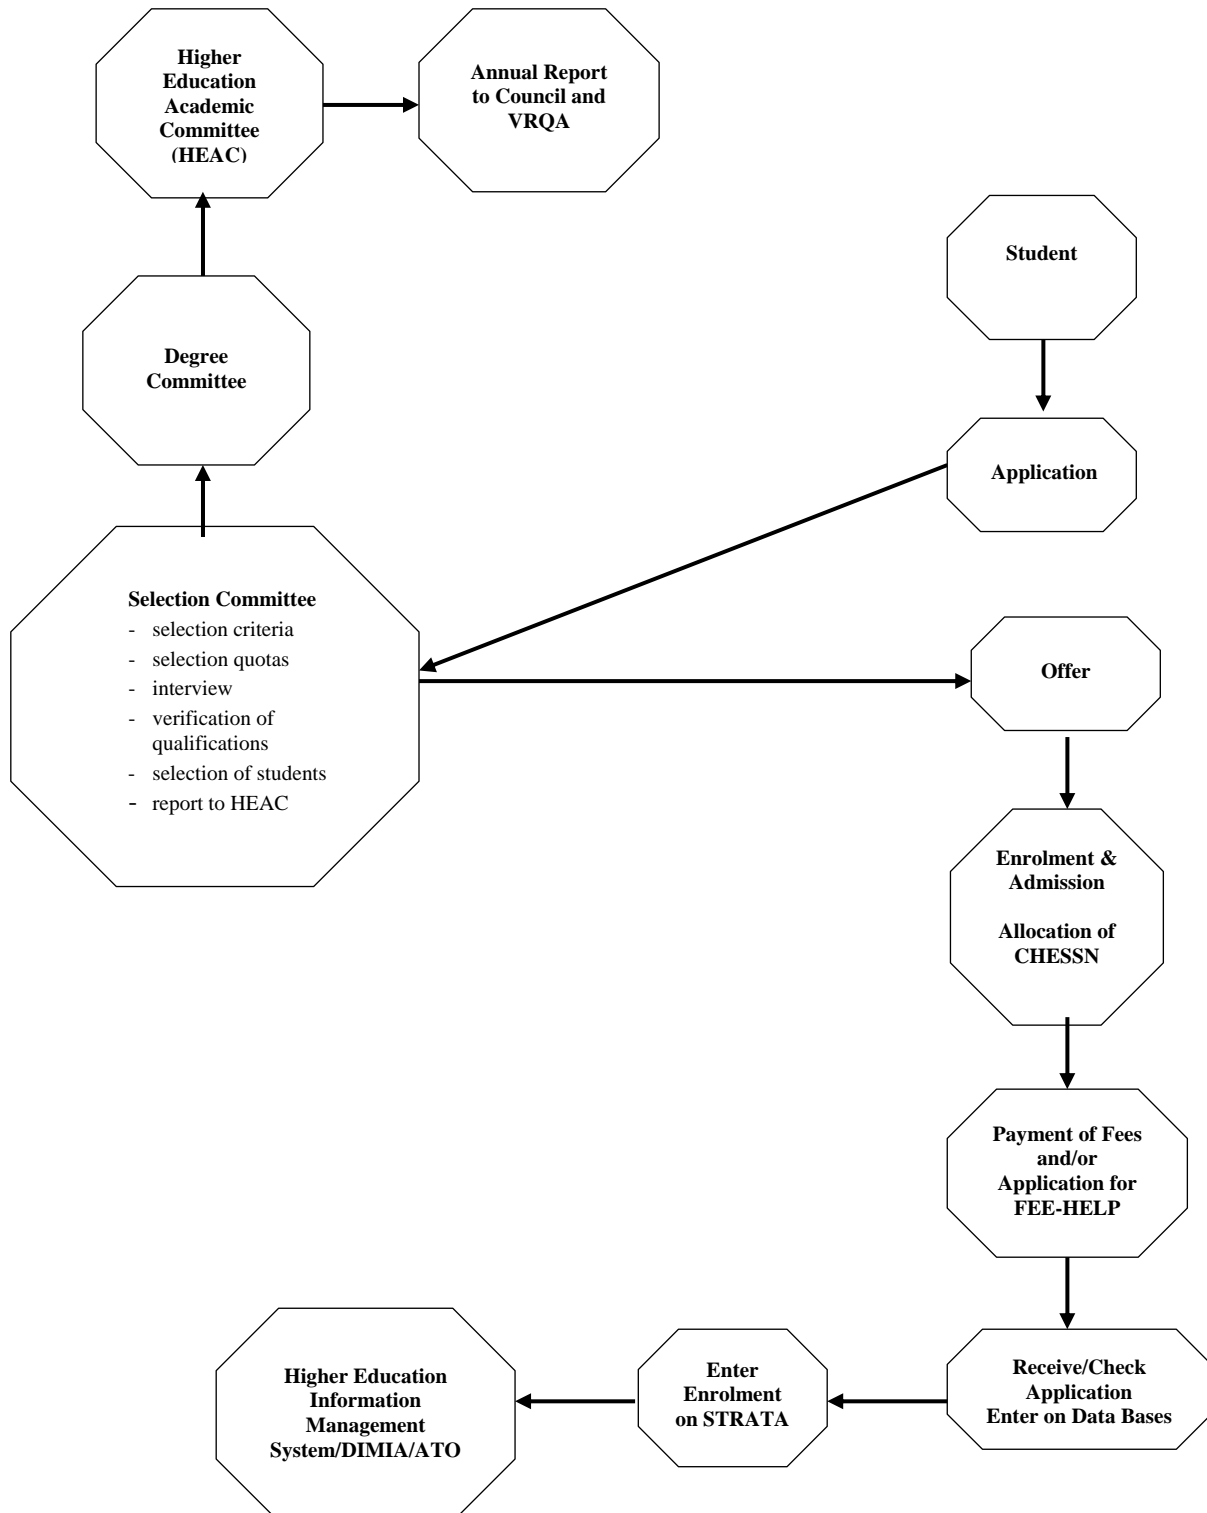 Higher
Education
Academic
Committee
(HEAC)
Annual Report
to Council and
VRQA
Student
Degree
Committee
Application
Selection Committee
- selection criteria
- selection quotas
- interview
- verification of
qualifications
- selection of students
- report to HEAC
Offer
Enrolment &
Admission
Allocation of
CHESSN
Payment of Fees
and/or
Application for
FEE-HELP
Receive/Check
Application
Enter on Data Bases
Enter
Enrolment
on STRATA
Higher Education
Information
Management
System/DIMIA/ATO